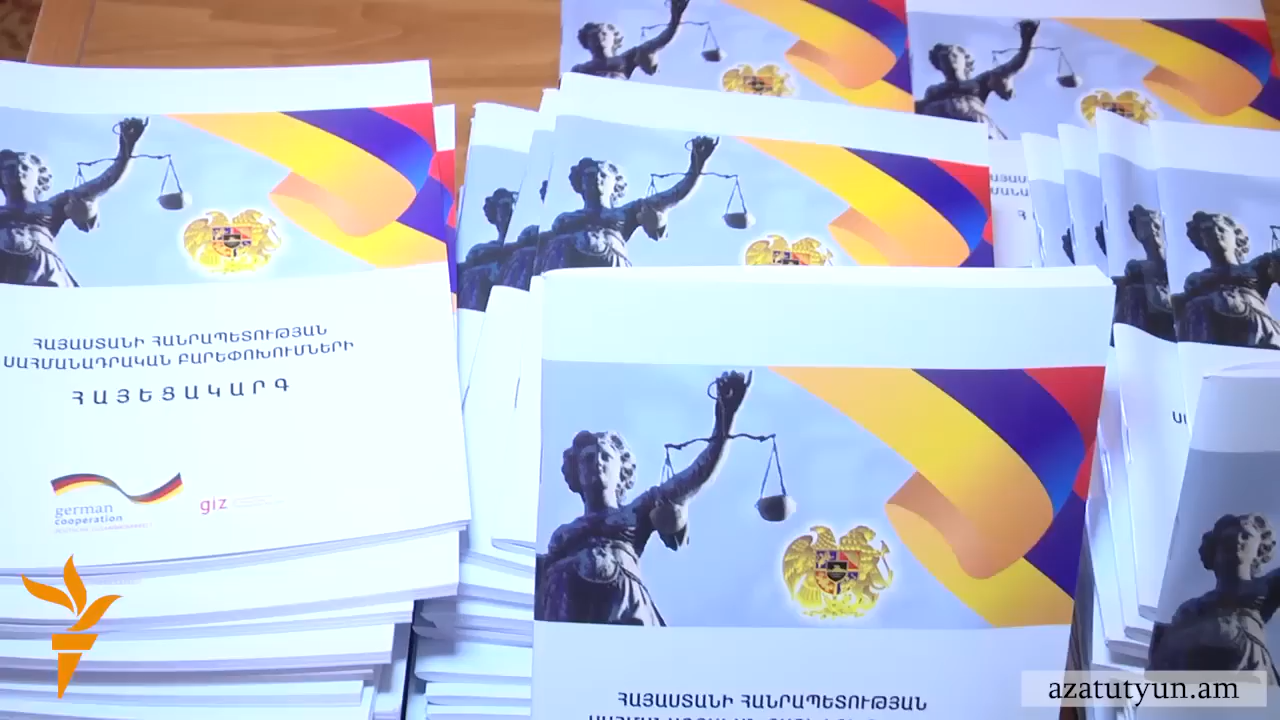 ՀԱՅԱՍՏԱՆԻ ՀԱՆՐԱՊԵՏՈՒԹՅԱՆ
ՍԱՀՄԱՆԱԴՐԱԿԱՆ ԲԱՐԵՓՈԽՈՒՄՆԵՐԻ
ՀԱՅԵՑԱԿԱՐԳ
german
cooperation
giz
ՀԱՅԱՍՏԱՆԻ ՀԱՆՐԱՊԵՏՈՒԹՅԱՆ
azatutyun.am